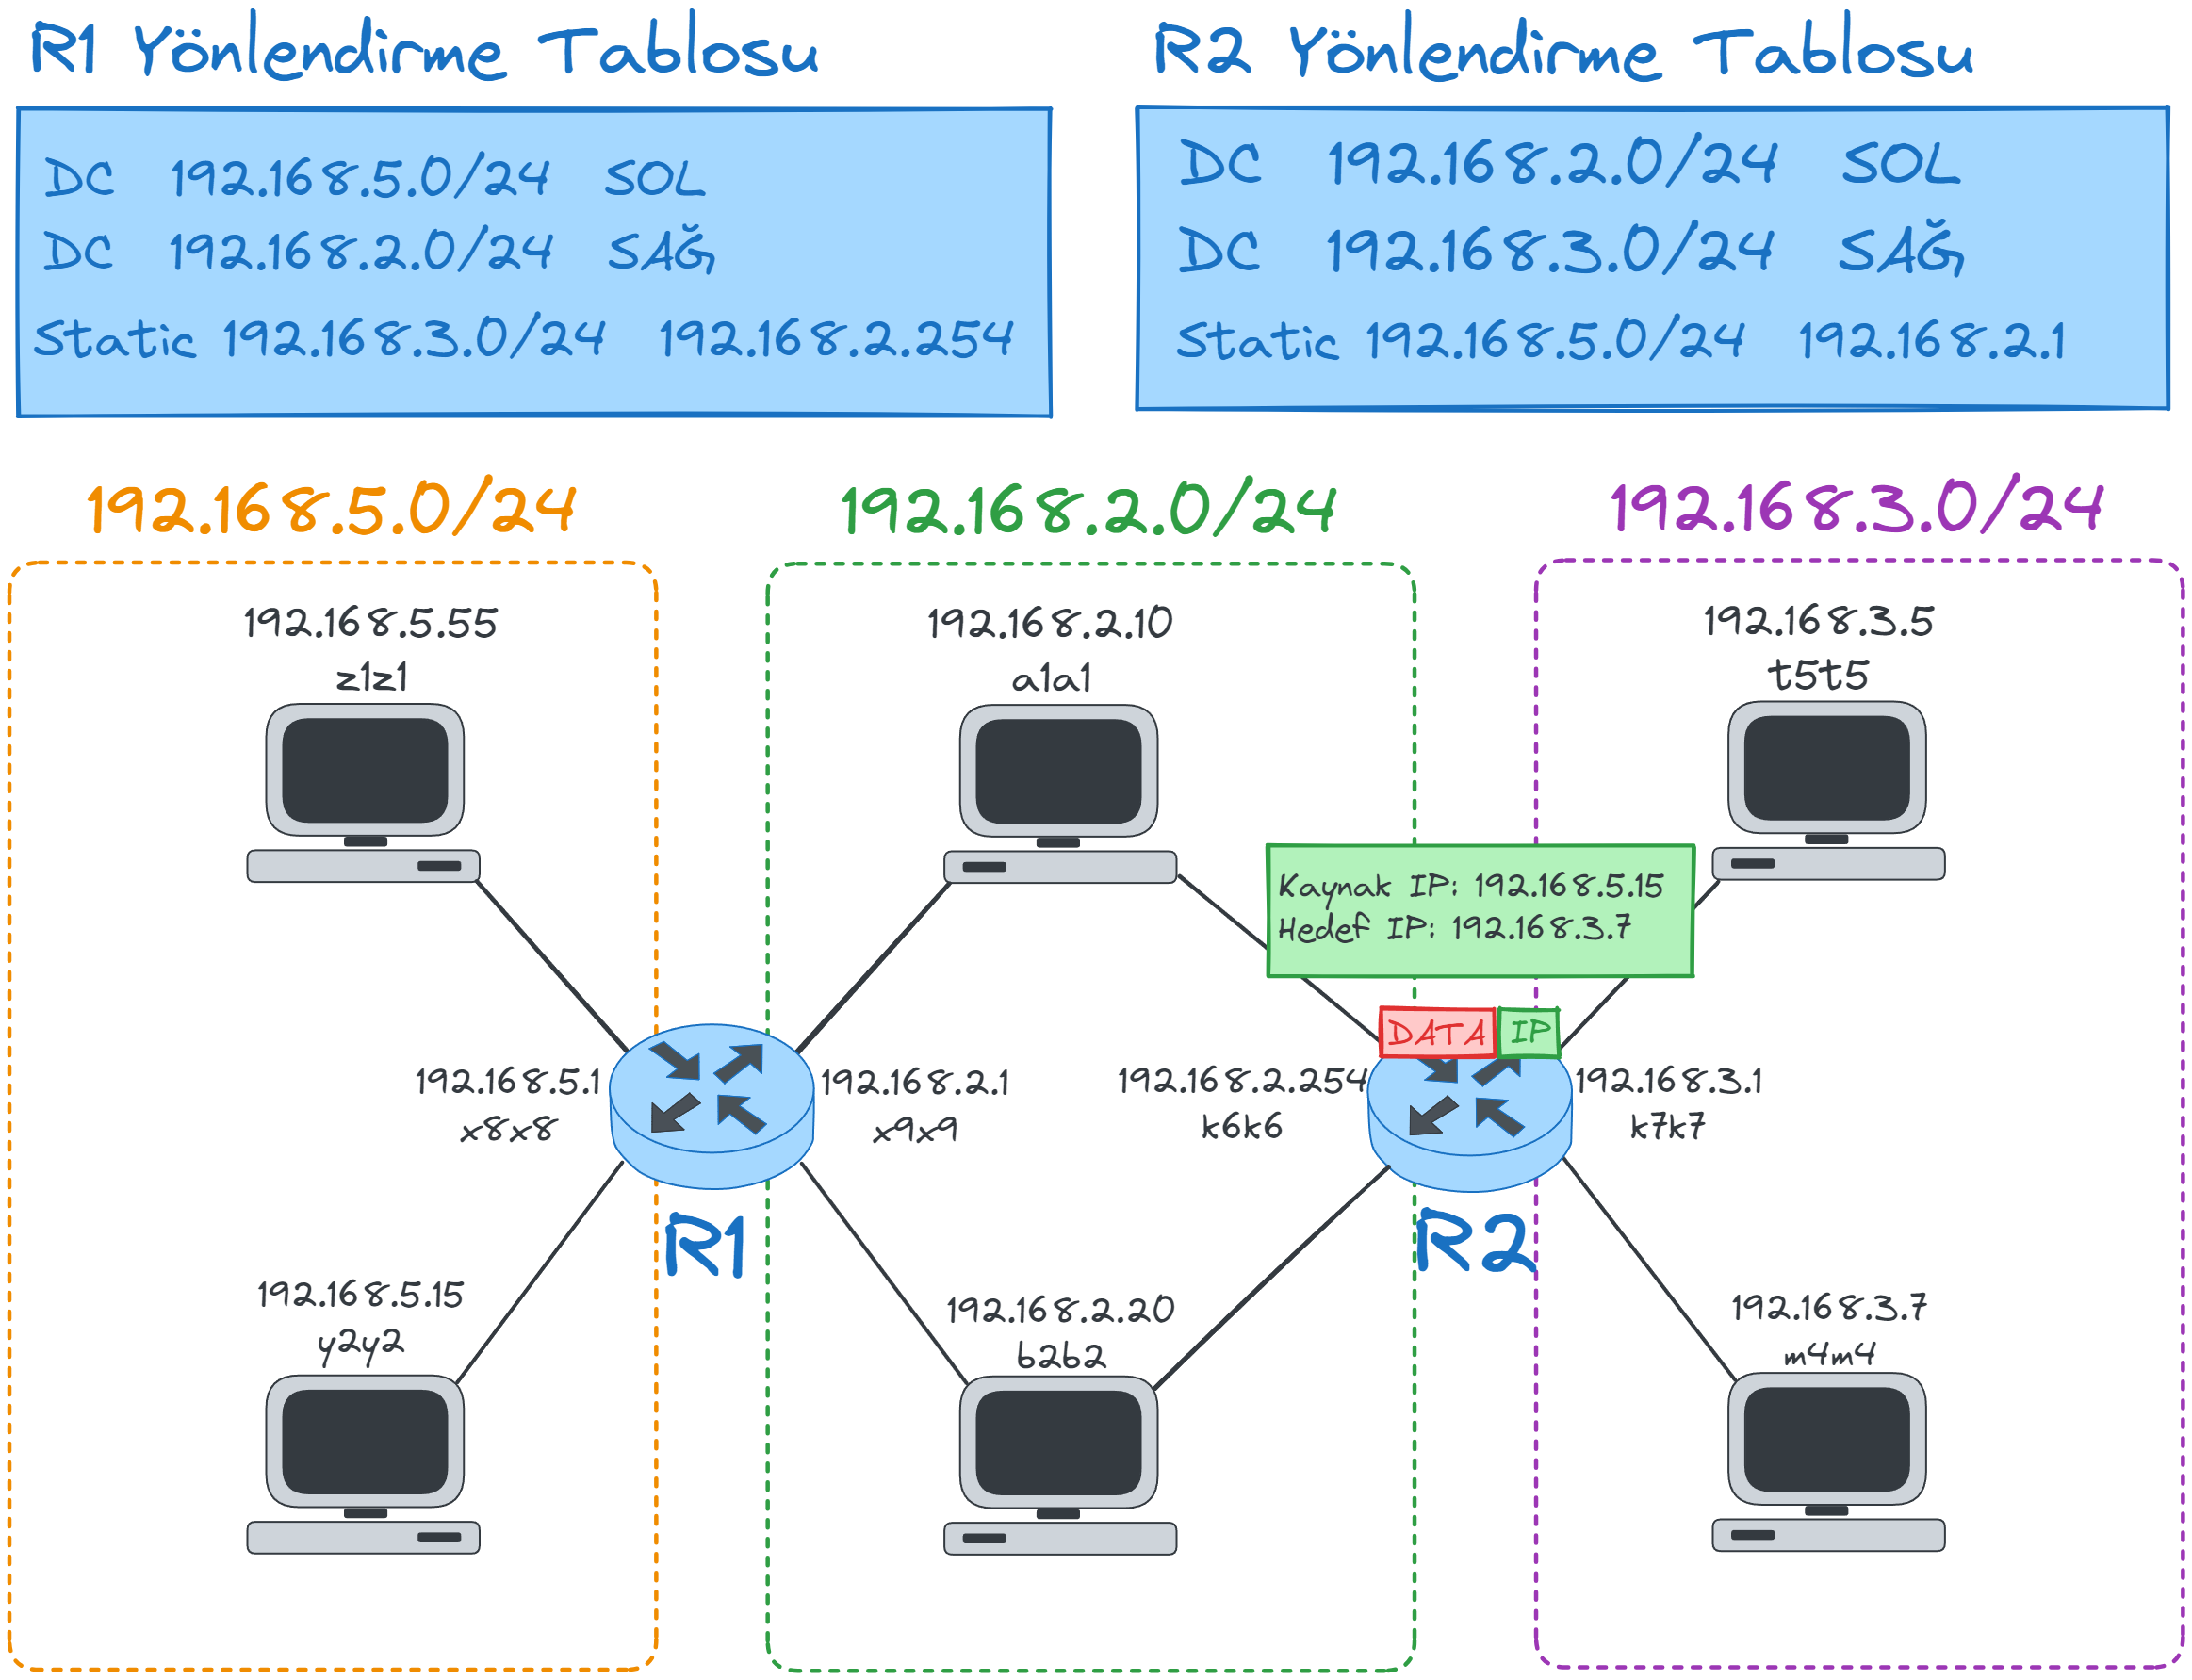 R1 Yönlendirme Tablosu
DC 192.168.5.0/24 SOL
DC 192.168.2.0/24 SAĞ
Static 192.168.3.0/24 192.168.2.254
R2 Yönlendirme Tablosu
DC 192.168.2.0/24 SOL
DC 192.168.3.0/24 SAĞ
Static 192.168.5.0/24 192.168.2.1
192.168.5.0/24
192.168.2.0/24
192.168.3.0/24
192.168.5.55
z1z1
192.168.2.10
a1a1
192.168.3.5
t5t5
Kaynak IP: 192.168.5.15
Hedef IP: 192.168.3.7
DATA IP
192.168.5.1
x8x8
192.168.2.1
x9x9
192.168.2.254
k6k6
192.168.3.1
k7k7
R1
R2
192.168.5.15
y2y2
192.168.2.20
b2b2
192.168.3.7
m4m4